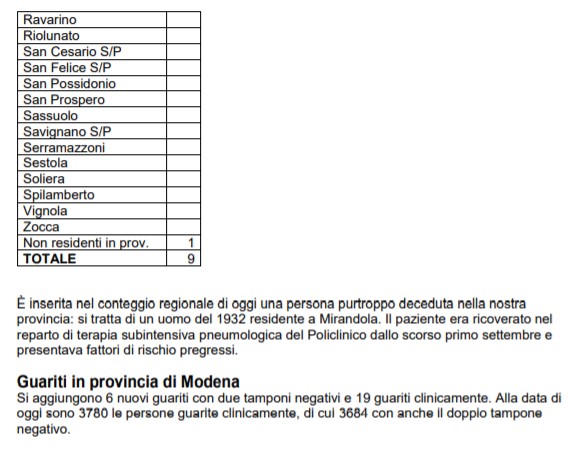 Ravarino
Riolunato
San Cesario S/P
San Felice S/P
San Possidonio
San Prospero
Sassuolo
Savignano S/P
Serramazzoni
Sestola
Soliera
Spilamberto
Vignola
Zocca
Non residenti in prov. 1
TOTALE 9
È inserita nel conteggio regionale di oggi una persona purtroppo deceduta nella nostra
provincia: si tratta di un uomo del 1932 residente a Mirandola. Il paziente era ricoverato nel
reparto di terapia subintensiva pneumologica del Policlinico dallo scorso primo settembre e
presentava fattori di rischio pregressi.
Guariti in provincia di Modena
Si aggiungono 6 nuovi guariti con due tamponi negativi e 19 guariti clinicamente. Alla data di
oggi sono 3780 le persone guarite clinicamente, di cui 3684 con anche il doppio tampone
negativo.